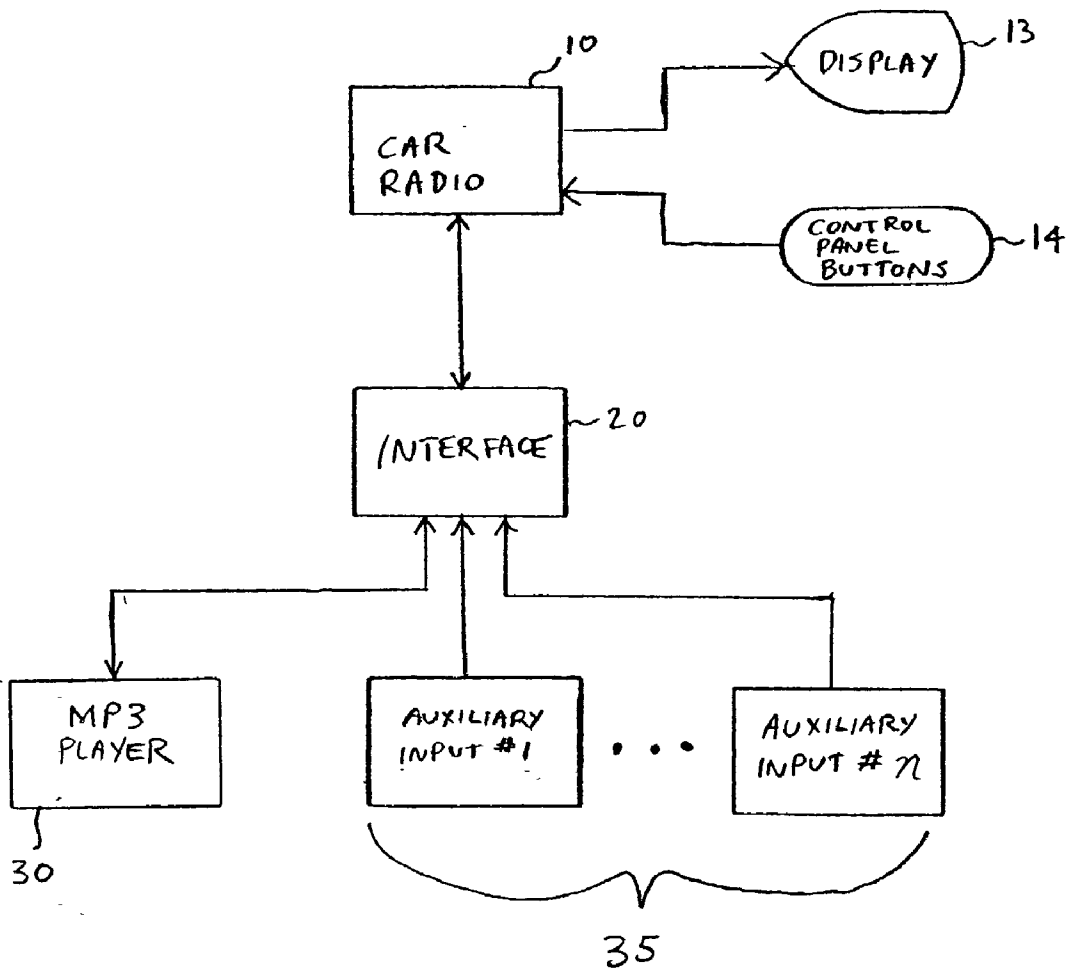 10
DISPLAY
13
CAR
RADIO
CONTROL
PANEL
BUTTONS
14
INTERFACE
20
MP3
PLAYER
30
AUXILIARY
INPUT #1
• • •
AUXILIARY
INPUT # n
35